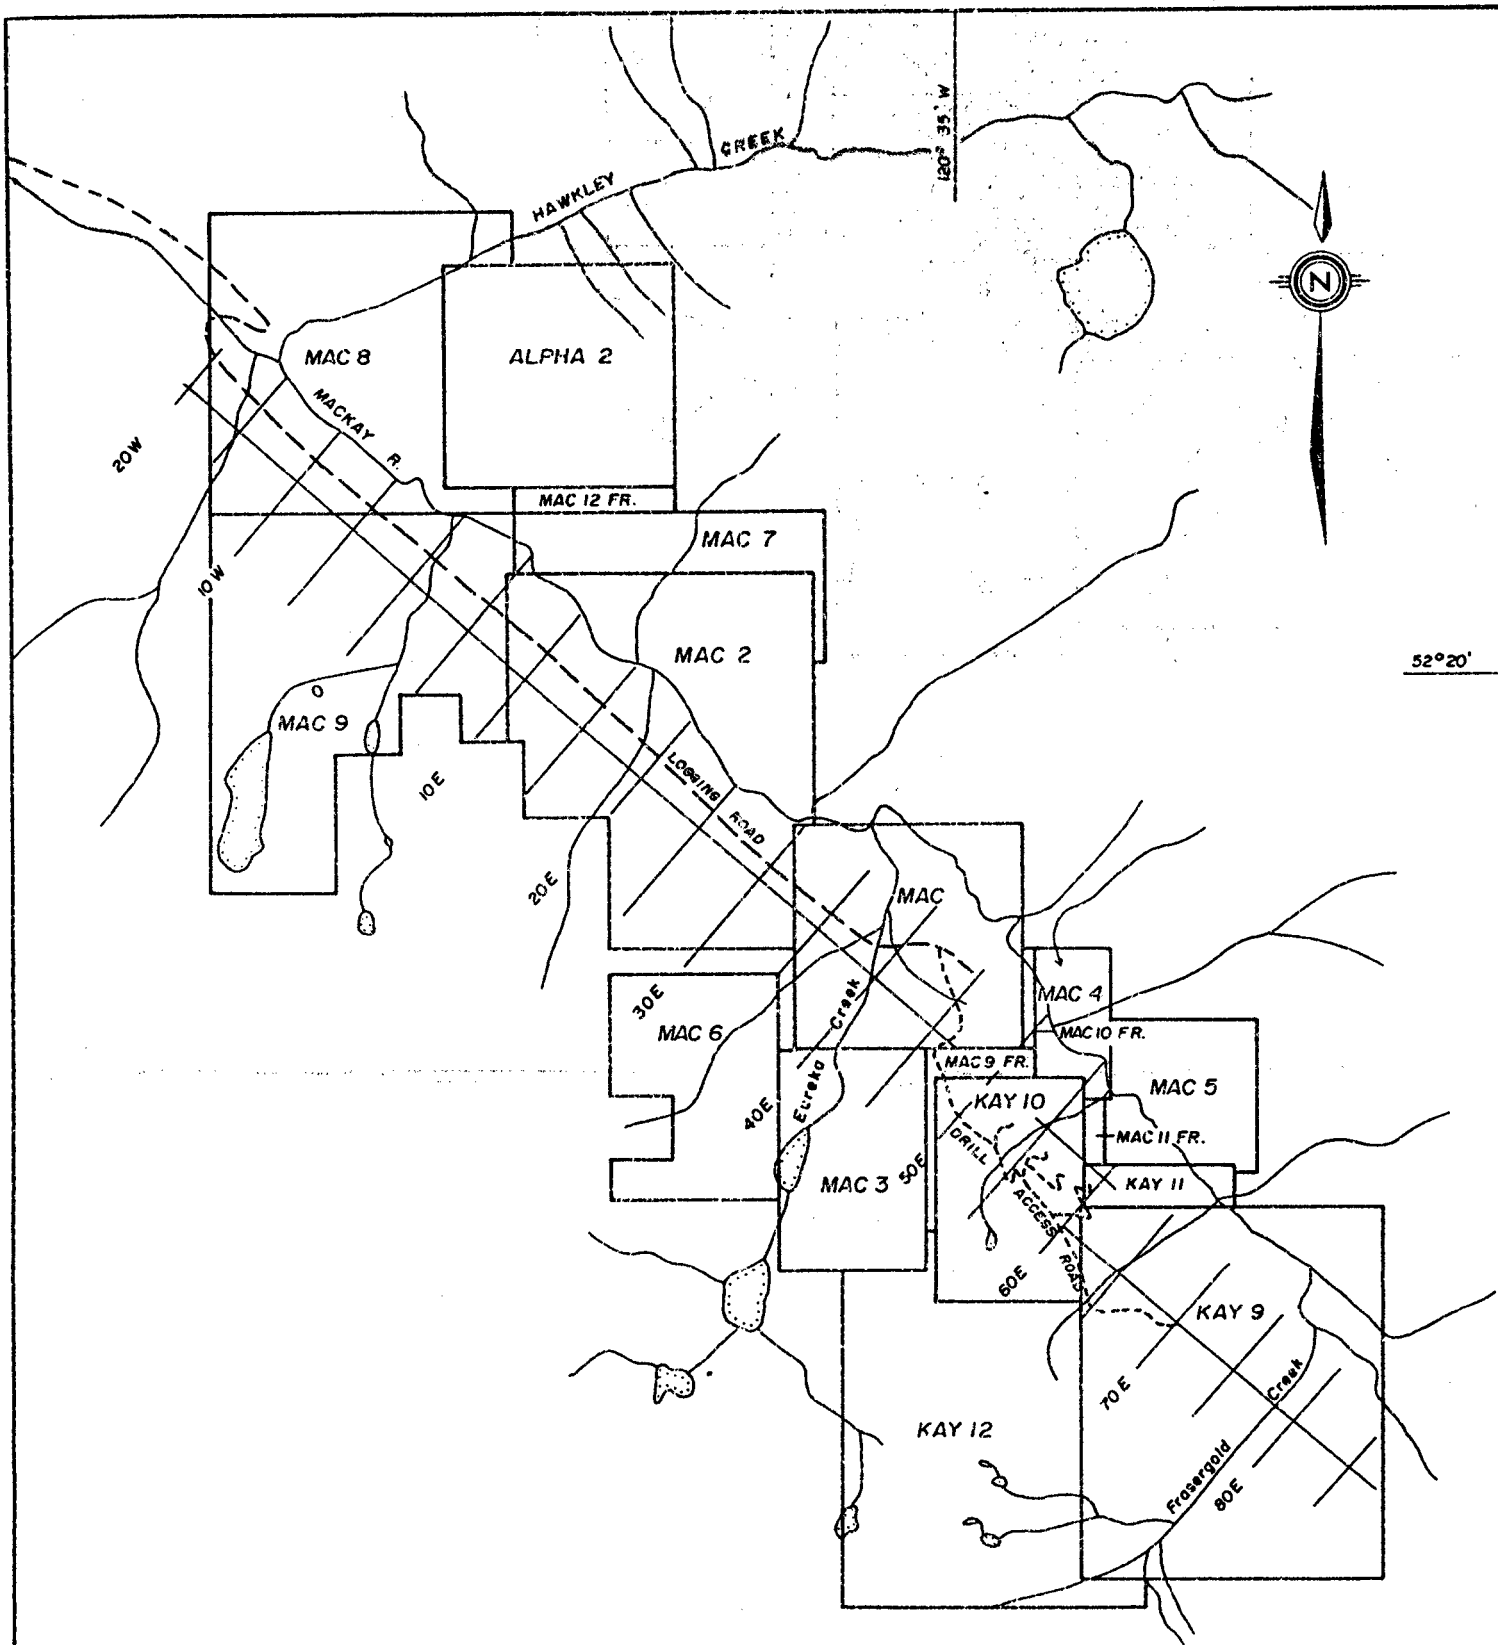 120° 35' W
CREEK
HAWKLEY
N
MAC 8
ALPHA 2
MACKAY R.
20W
MAC 12 FR.
MAC 7
10W
MAC 2
52°20'
MAC 9
10E
LOGGING ROAD
20E
MAC
30E
MAC 6
Eureka Creek
MAC 4
MAC 10 FR.
MAC 9 FR.
MAC 5
40E
KAY 10
MAC 11 FR.
DRILL ACCESS ROAD
50E
MAC 3
KAY 11
60E
KAY 9
70E
KAY 12
Frasergold Creek
80E